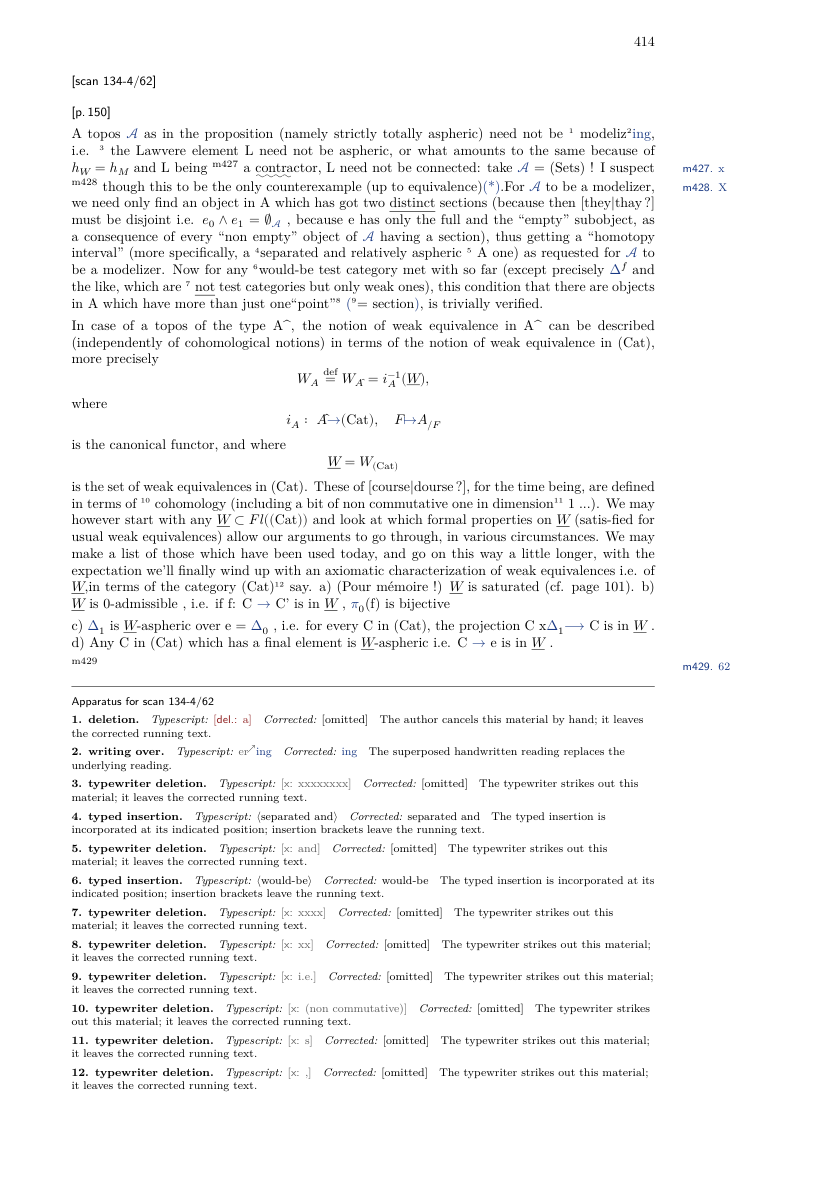 414
[scan 134-4/62]
[p. 150]
A topos 𝒜 as in the proposition (namely strictly totally aspheric) need not be ¹ modeliz²ing,
i.e. ³ the Lawvere element L need not be aspheric, or what amounts to the same because of
h_W = h_M and L being m427 a contractor, L need not be connected: take 𝒜 = (Sets) ! I suspect
m427. x
m428 though this to be the only counterexample (up to equivalence)(*).For 𝒜 to be a modelizer,
m428. X
we need only find an object in A which has got two distinct sections (because then [they|thay ?]
must be disjoint i.e. e₀ ∧ e₁ = ∅_𝒜 , because e has only the full and the “empty” subobject, as
a consequence of every “non empty” object of 𝒜 having a section), thus getting a “homotopy
interval” (more specifically, a ⁴separated and relatively aspheric ⁵ A one) as requested for 𝒜 to
be a modelizer. Now for any ⁶would-be test category met with so far (except precisely Δ^f and
the like, which are ⁷ not test categories but only weak ones), this condition that there are objects
in A which have more than just one“point”⁸ (⁹= section), is trivially verified.
In case of a topos of the type A^, the notion of weak equivalence in A^ can be described
(independently of cohomological notions) in terms of the notion of weak equivalence in (Cat),
more precisely
W_A def= W_A^ = i_A^{-1}(W),
where
i_A : A^→(Cat), F↦A_/F
is the canonical functor, and where
W = W_(Cat)
is the set of weak equivalences in (Cat). These of [course|dourse ?], for the time being, are defined
in terms of ¹⁰ cohomology (including a bit of non commutative one in dimension¹¹ 1 ...). We may
however start with any W ⊂ Fl((Cat)) and look at which formal properties on W (satis-fied for
usual weak equivalences) allow our arguments to go through, in various circumstances. We may
make a list of those which have been used today, and go on this way a little longer, with the
expectation we’ll finally wind up with an axiomatic characterization of weak equivalences i.e. of
W,in terms of the category (Cat)¹² say. a) (Pour mémoire !) W is saturated (cf. page 101). b)
W is 0-admissible , i.e. if f: C → C’ is in W , π₀(f) is bijective
c) Δ₁ is W-aspheric over e = Δ₀ , i.e. for every C in (Cat), the projection C xΔ₁⟶ C is in W .
d) Any C in (Cat) which has a final element is W-aspheric i.e. C → e is in W .
m429
m429. 62
Apparatus for scan 134-4/62
1. deletion. Typescript: [del.: a] Corrected: [omitted] The author cancels this material by hand; it leaves
the corrected running text.
2. writing over. Typescript: er↗ing Corrected: ing The superposed handwritten reading replaces the
underlying reading.
3. typewriter deletion. Typescript: [x: xxxxxxxx] Corrected: [omitted] The typewriter strikes out this
material; it leaves the corrected running text.
4. typed insertion. Typescript: ⟨separated and⟩ Corrected: separated and The typed insertion is
incorporated at its indicated position; insertion brackets leave the running text.
5. typewriter deletion. Typescript: [x: and] Corrected: [omitted] The typewriter strikes out this
material; it leaves the corrected running text.
6. typed insertion. Typescript: ⟨would-be⟩ Corrected: would-be The typed insertion is incorporated at its
indicated position; insertion brackets leave the running text.
7. typewriter deletion. Typescript: [x: xxxx] Corrected: [omitted] The typewriter strikes out this
material; it leaves the corrected running text.
8. typewriter deletion. Typescript: [x: xx] Corrected: [omitted] The typewriter strikes out this material;
it leaves the corrected running text.
9. typewriter deletion. Typescript: [x: i.e.] Corrected: [omitted] The typewriter strikes out this material;
it leaves the corrected running text.
10. typewriter deletion. Typescript: [x: (non commutative)] Corrected: [omitted] The typewriter strikes
out this material; it leaves the corrected running text.
11. typewriter deletion. Typescript: [x: s] Corrected: [omitted] The typewriter strikes out this material;
it leaves the corrected running text.
12. typewriter deletion. Typescript: [x: ,] Corrected: [omitted] The typewriter strikes out this material;
it leaves the corrected running text.